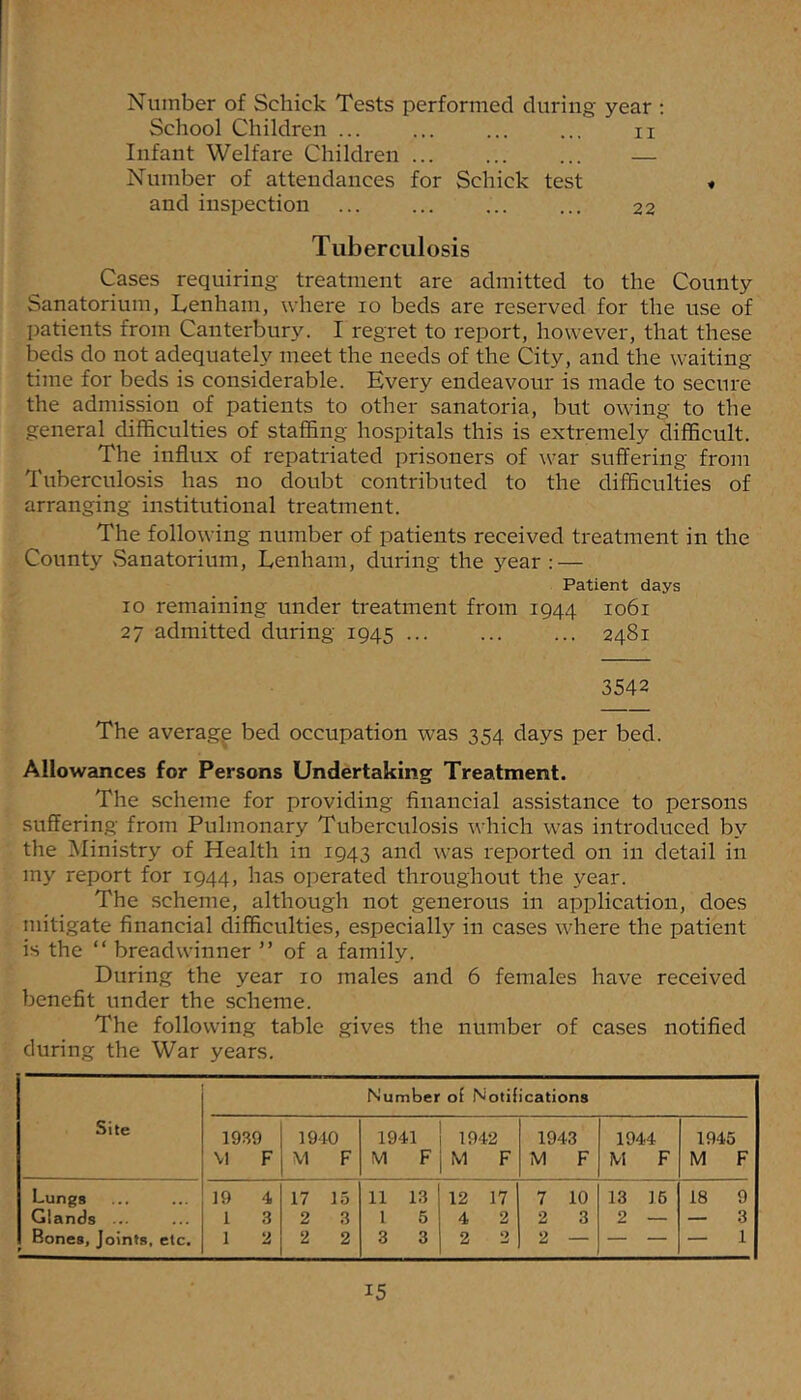 Number of Schick Tests performed during year :
School Children ... ... ... ... 11
Infant Welfare Children ... ... ... —
Number of attendances for Schick test
and inspection ... ... ... ... 22
Tuberculosis
Cases requiring treatment are admitted to the County
Sanatorium, Lenham, where 10 beds are reserved for the use of
patients from Canterbury. I regret to report, however, that these
beds do not adequately meet the needs of the City, and the waiting
time for beds is considerable. Every endeavour is made to secure
the admission of patients to other sanatoria, but owing to the
general difficulties of staffing hospitals this is extremely difficult.
The influx of repatriated prisoners of war suffering from
Tuberculosis has no doubt contributed to the difficulties of
arranging institutional treatment.
The following number of patients received treatment in the
County Sanatorium, Lenham, during the year : —
Patient days
10 remaining under treatment from 1944 1061
27 admitted during 1945 ... ... ... 2481
3542
The average bed occupation was 354 days per bed.
Allowances for Persons Undertaking Treatment.
The scheme for providing financial assistance to persons
suffering from Pulmonary Tuberculosis which was introduced by
the Ministry of Health in 1943 and was reported on in detail in
my report for 1944, has operated throughout the year.
The scheme, although not generous in application, does
mitigate financial difficulties, especially in cases where the patient
is the “ breadwinner ” of a family.
During the year 10 males and 6 females have received
benefit under the scheme.
The following table gives the number of cases notified
during the War years.
Number of Notifications
Site 1939 1940 1941 1942 1943 1944 1945
M F M F M F M F M F M F M F
Lungs ... ... 19 4 17 15 11 13 12 17 7 10 13 16 18 9
Glands ... ... 1 3 2 3 1 5 4 2 2 3 2 — — 3
Bones, Joints, etc. 1 2 2 2 3 3 2 2 2 — — — — 1
15